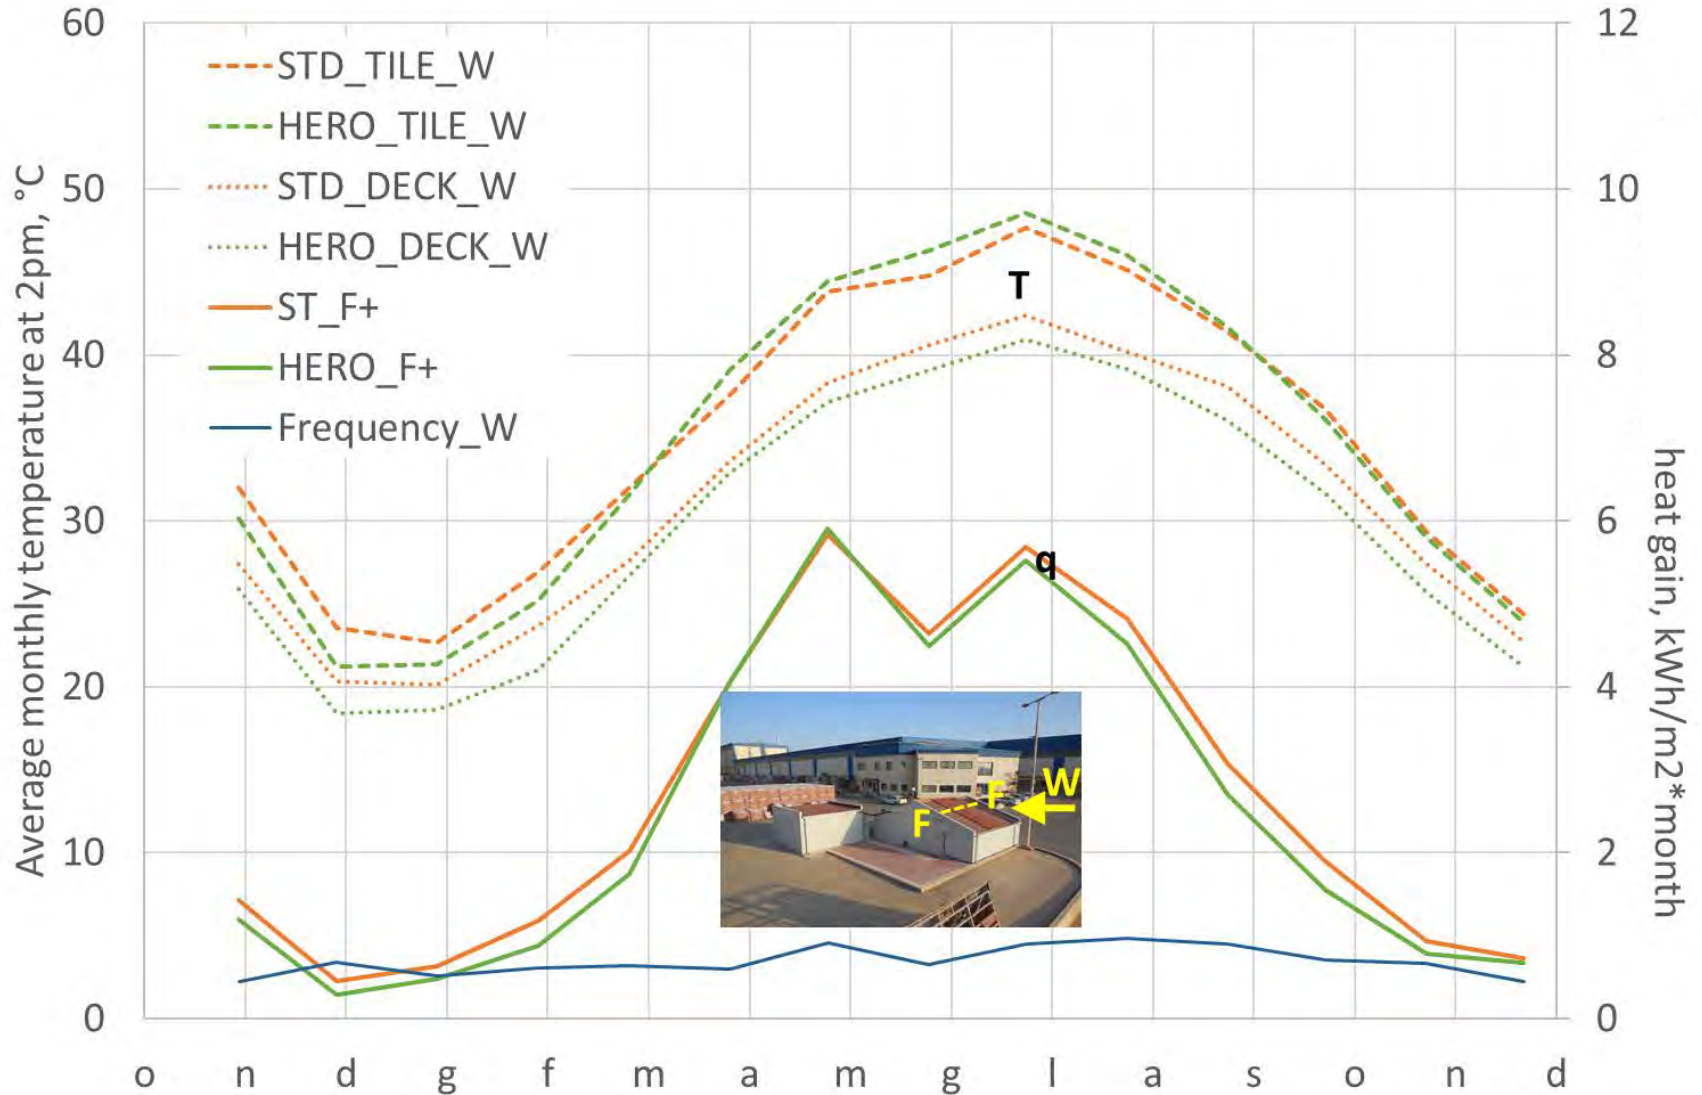 Average monthly temperature at 2pm, °C
60
50
40
30
20
10
0
STD_TILE_W
HERO_TILE_W
STD_DECK_W
HERO_DECK_W
ST_F+
HERO_F+
Frequency_W
T
q
W
F
F
12
10
8
6
4
2
0
heat gain, kWh/m2*month
o n d g f m a m g l a s o n d